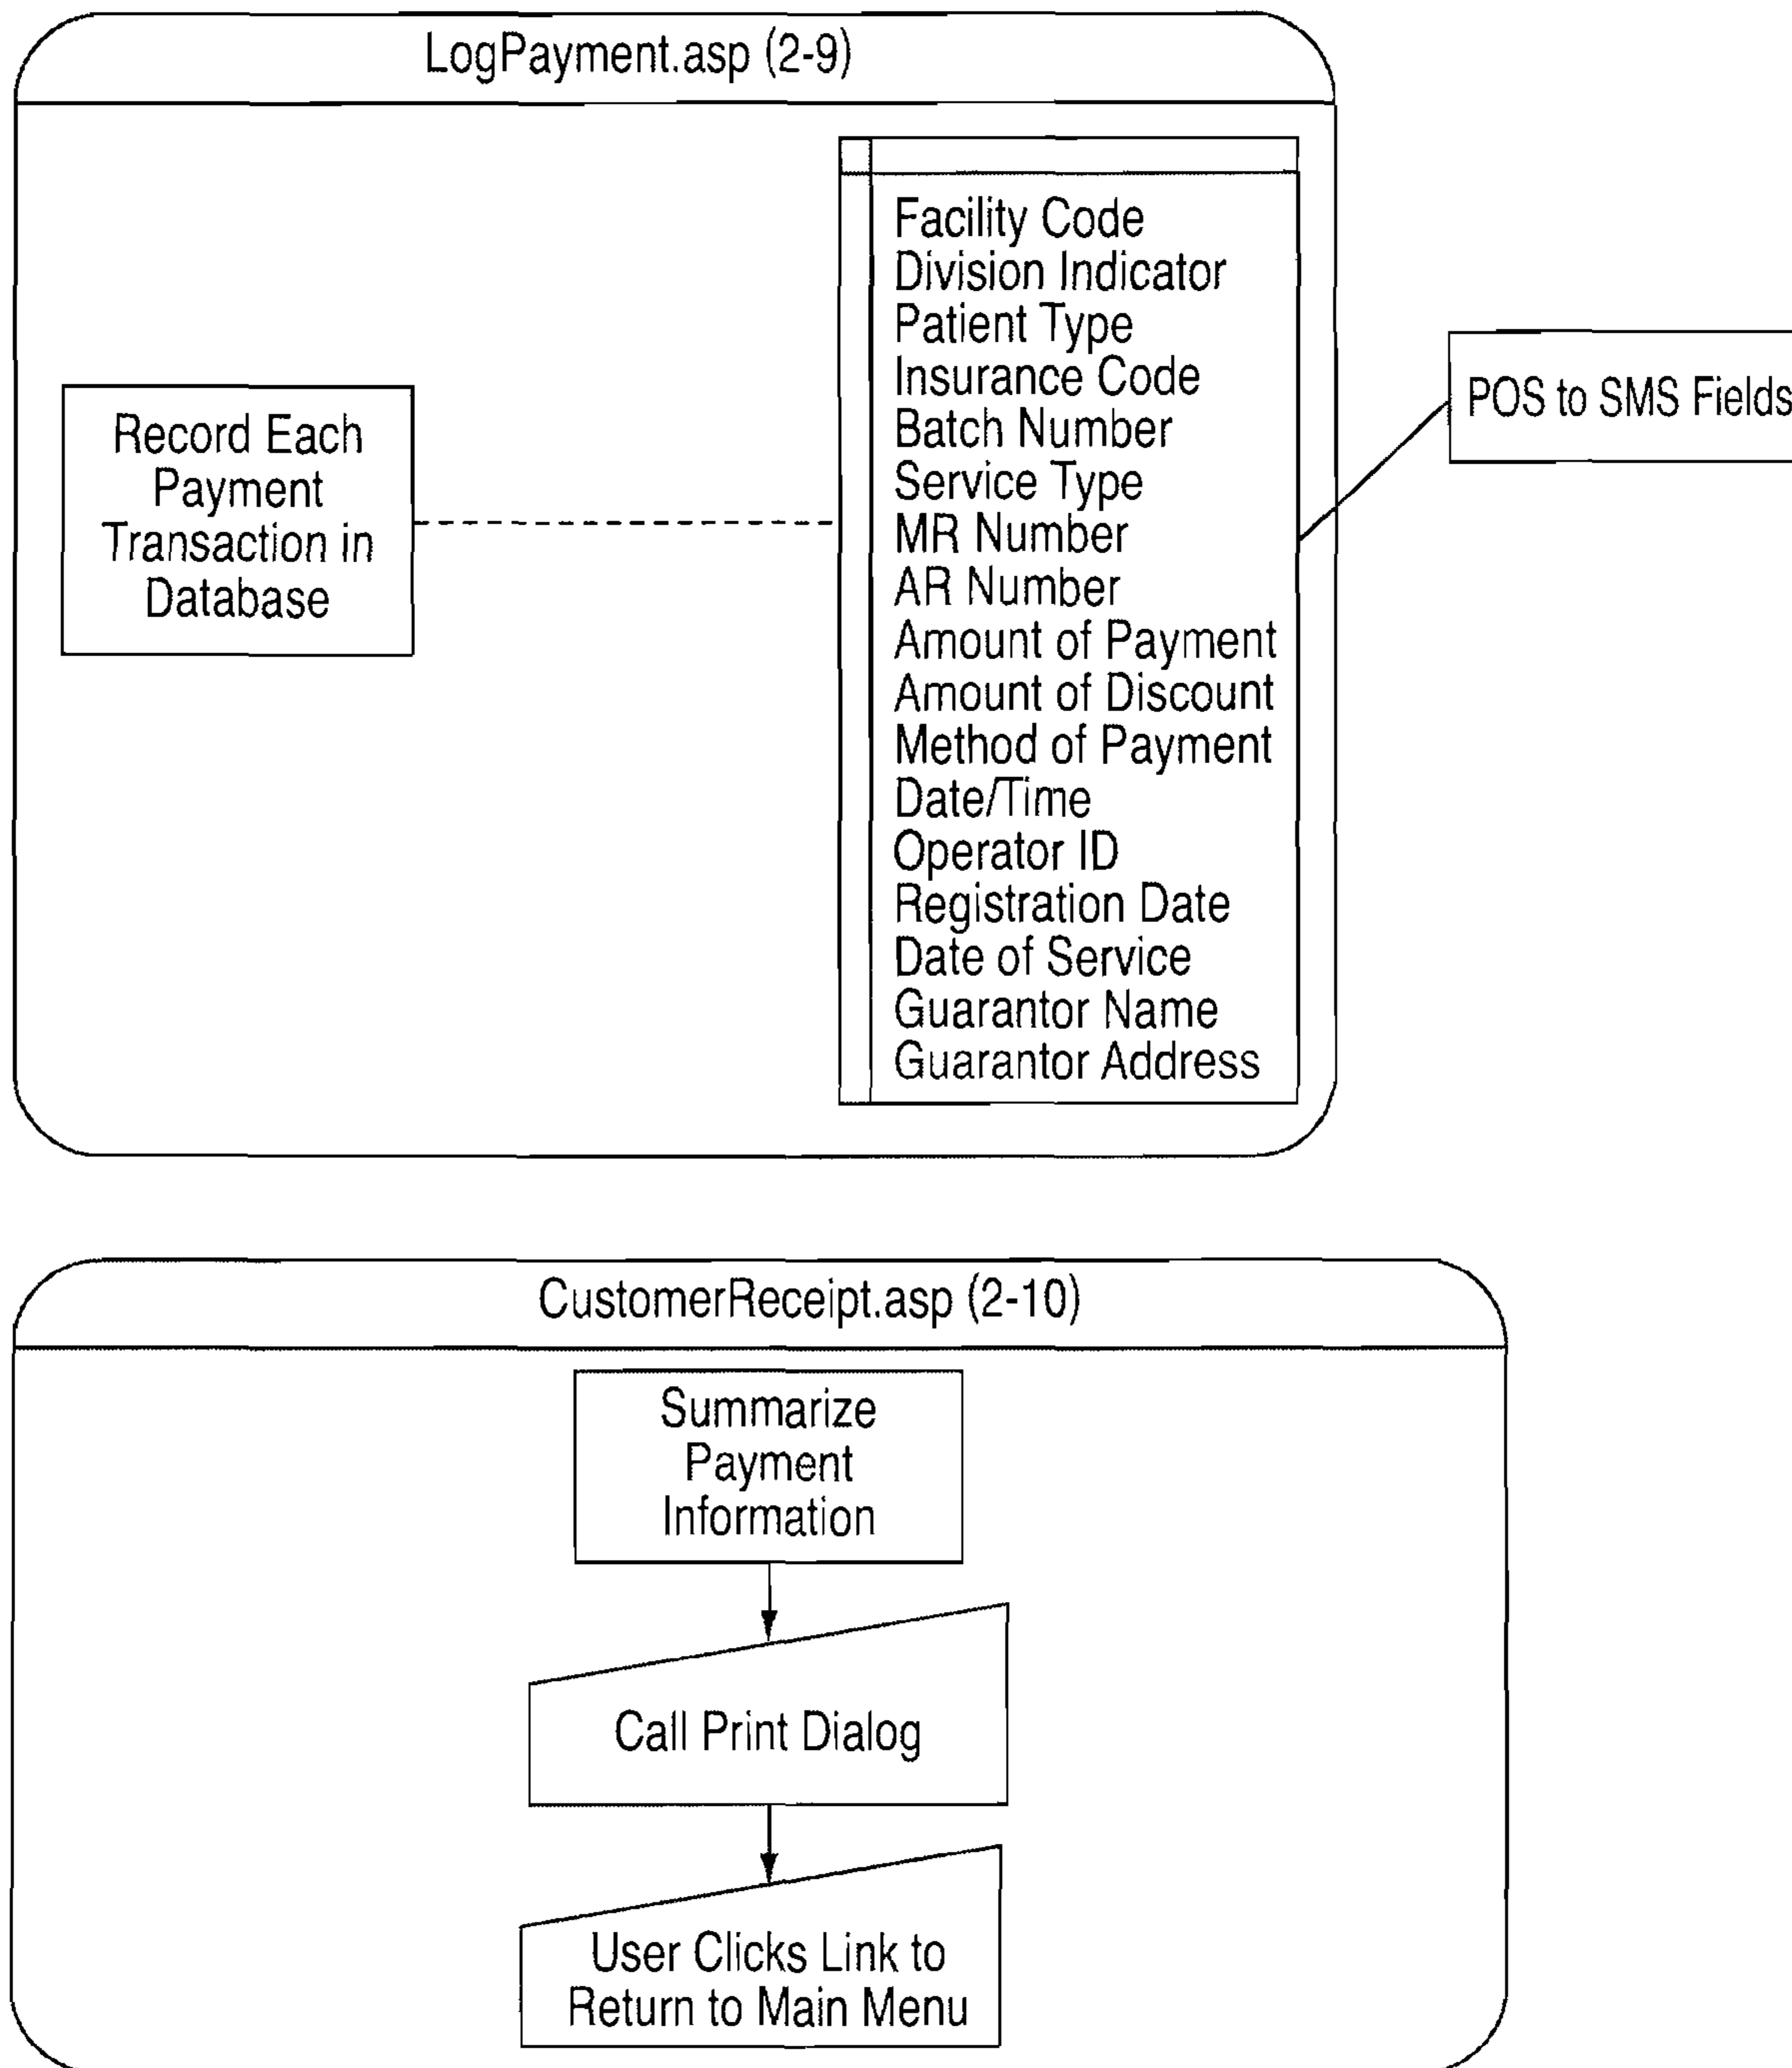 LogPayment.asp (2-9)
Record Each
Payment
Transaction in
Database
Facility Code
Division Indicator
Patient Type
Insurance Code
Batch Number
Service Type
MR Number
AR Number
Amount of Payment
Amount of Discount
Method of Payment
Date/Time
Operator ID
Registration Date
Date of Service
Guarantor Name
Guarantor Address
POS to SMS Fields
CustomerReceipt.asp (2-10)
Summarize
Payment
Information
Call Print Dialog
User Clicks Link to
Return to Main Menu